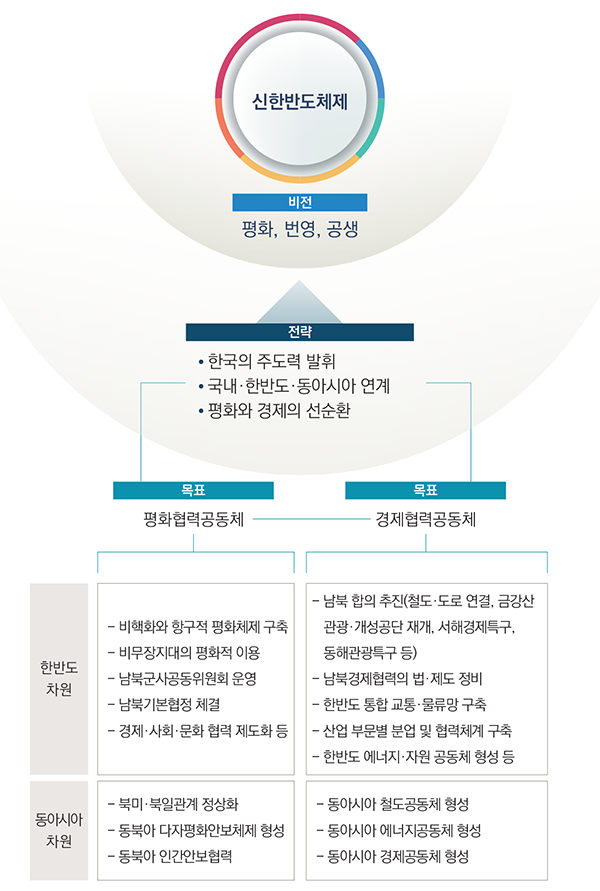 신한반도체제
비전
평화, 번영, 공생
전략
• 한국의 주도력 발휘
• 국내·한반도·동아시아 연계
• 평화와 경제의 선순환
목표
목표
평화협력공동체
경제협력공동체
한반도
차원
– 비핵화와 항구적 평화체제 구축
– 비무장지대의 평화적 이용
– 남북군사공동위원회 운영
– 남북기본협정 체결
– 경제·사회·문화 협력 제도화 등
– 남북 합의 추진(철도·도로 연결, 금강산
관광·개성공단 재개, 서해경제특구,
동해관광특구 등)
– 남북경제협력의 법·제도 정비
– 한반도 통합 교통·물류망 구축
– 산업 부문별 분업 및 협력체계 구축
– 한반도 에너지·자원 공동체 형성 등
동아시아
차원
– 북미·북일관계 정상화
– 동북아 다자평화안보체제 형성
– 동북아 인간안보협력
– 동아시아 철도공동체 형성
– 동아시아 에너지공동체 형성
– 동아시아 경제공동체 형성